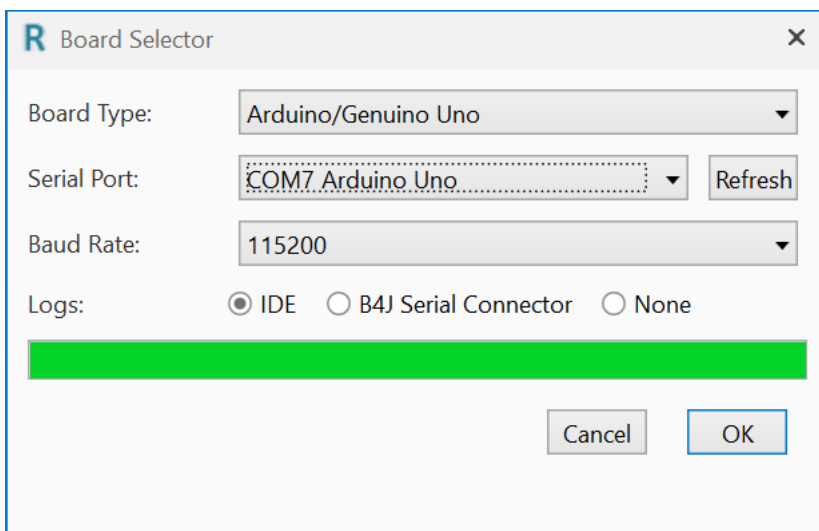 R Board Selector
Board Type: Arduino/Genuino Uno
Serial Port: COM7 Arduino Uno Refresh
Baud Rate: 115200
Logs: IDE B4J Serial Connector None
Cancel OK